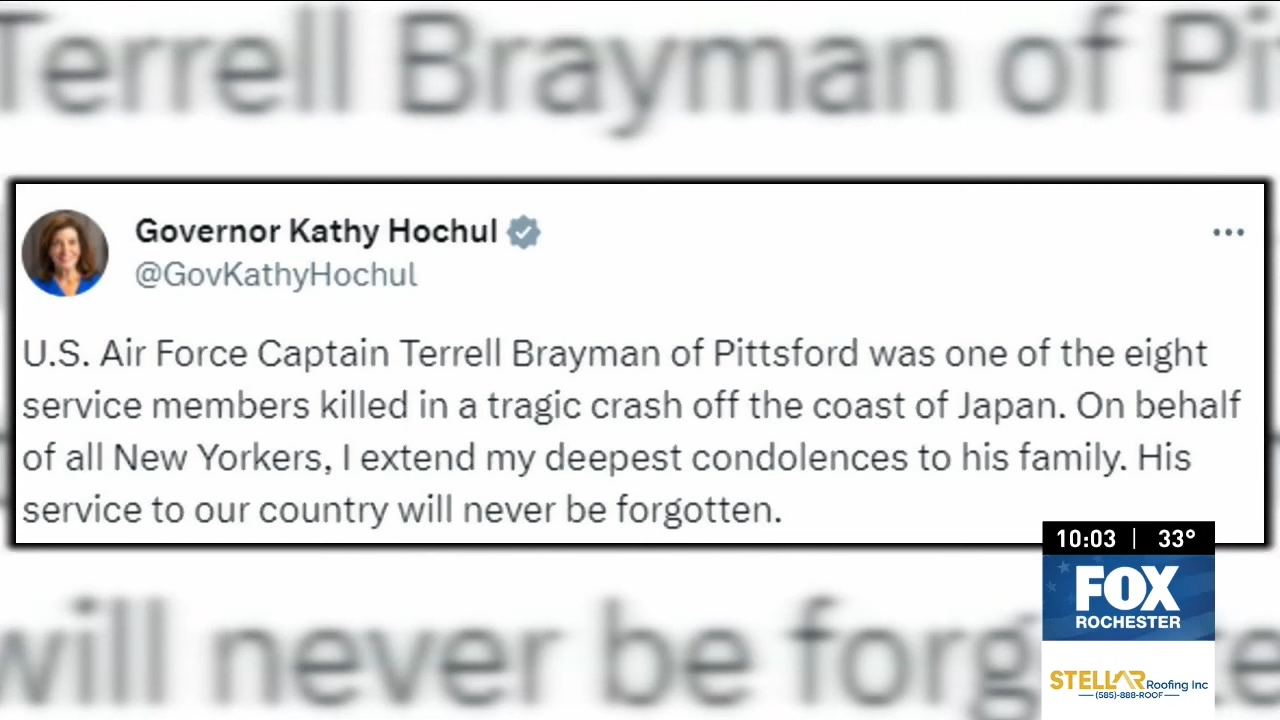 Terrell Brayman of Pi
Governor Kathy Hochul
@GovKathyHochul
U.S. Air Force Captain Terrell Brayman of Pittsford was one of the eight
service members killed in a tragic crash off the coast of Japan. On behalf
of all New Yorkers, I extend my deepest condolences to his family. His
service to our country will never be forgotten.
10:03 | 33°
FOX
ROCHESTER
will never be forg
STELLAR Roofing Inc
(585)-888-ROOF